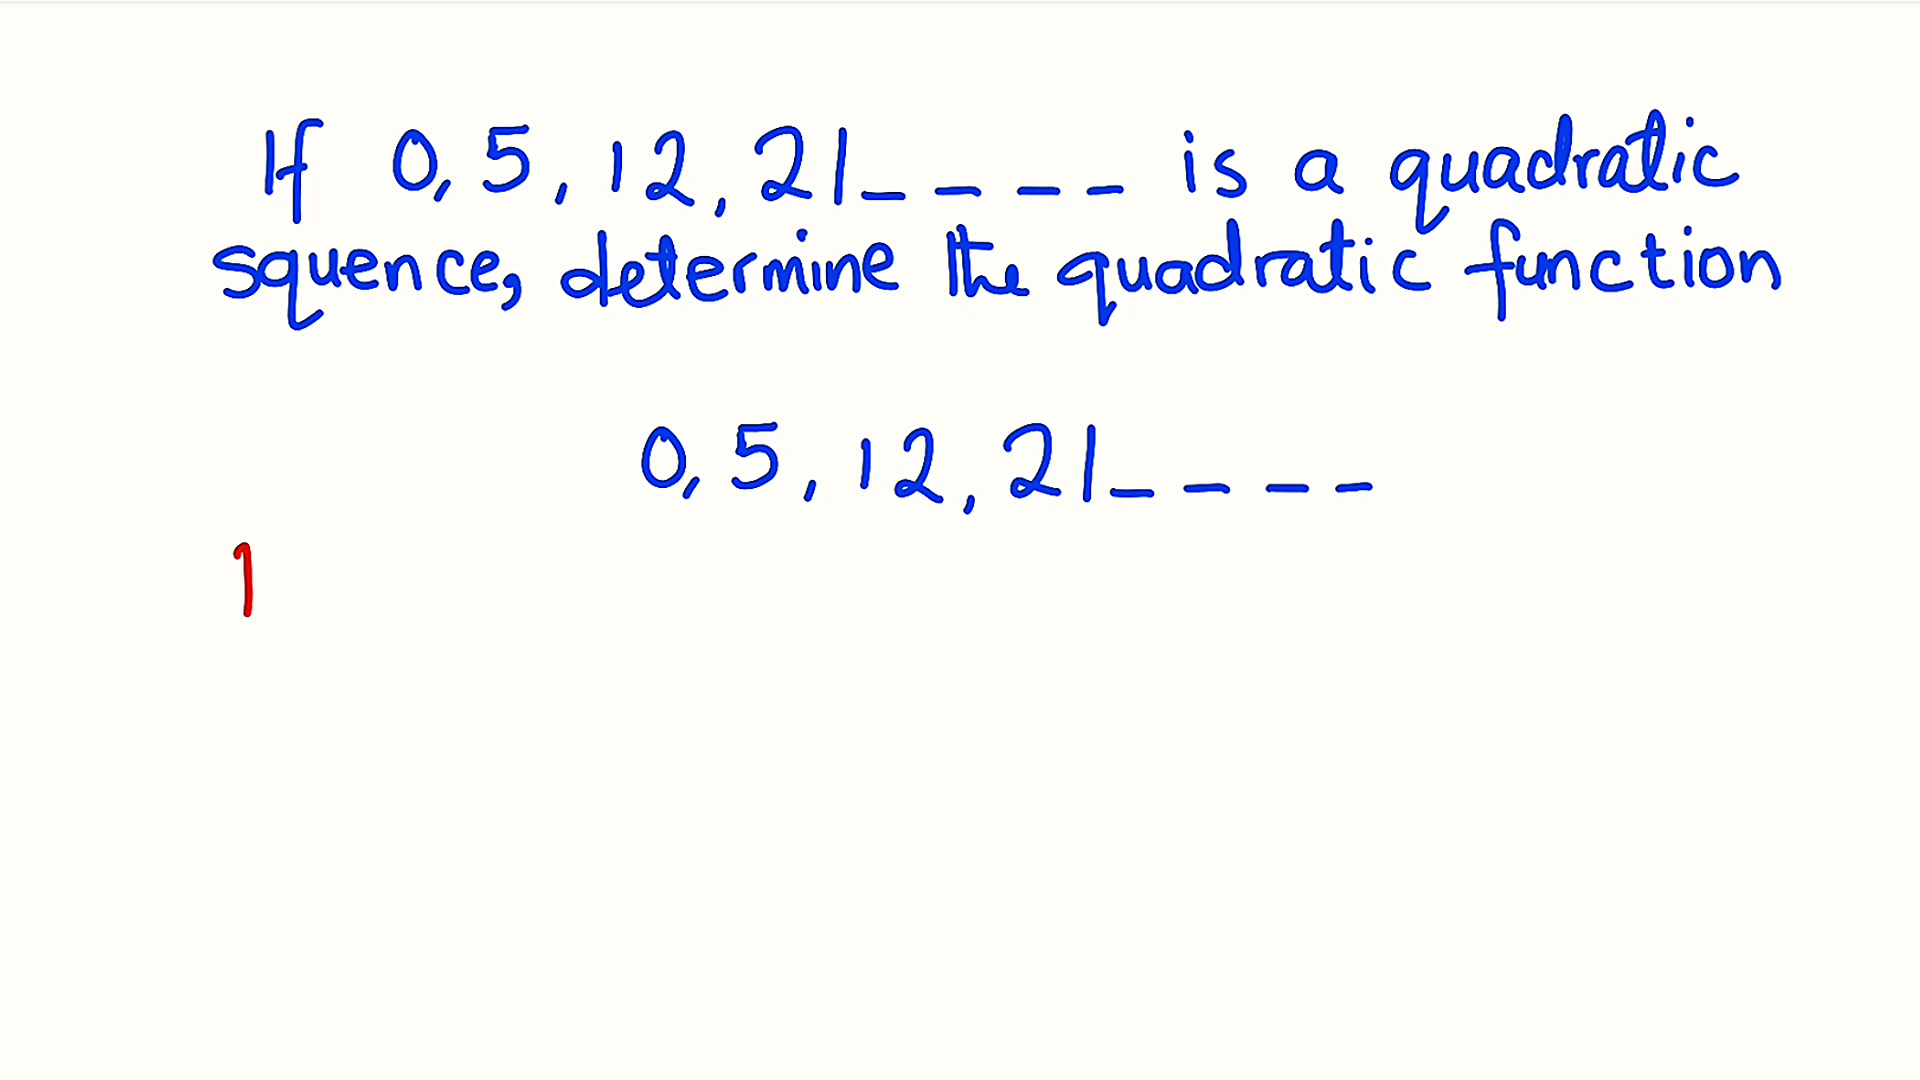 If 0, 5, 12, 21_ _ _ _ is a quadratic
squence, determine the quadratic function
0, 5, 12, 21_ _ _ _
1